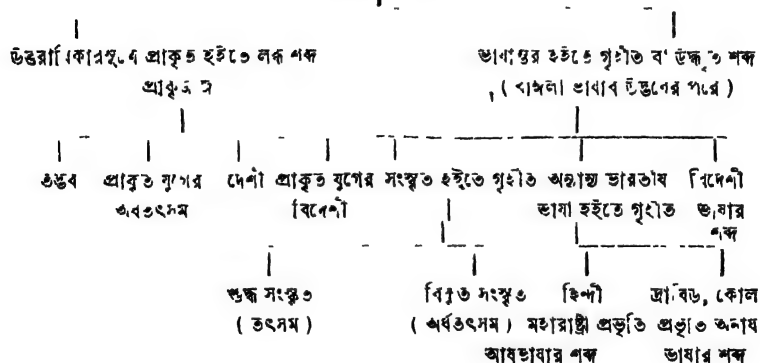 উত্তরাধিকারসূত্রে প্রাকৃত হইতে লব্ধ শব্দ ভাষান্তর হইতে গৃহীত বা উদ্ধৃত শব্দ
প্রাকৃতজ ( বাঙ্গলা ভাষার উদ্ভবের পরে )
তদ্ভব প্রাকৃত যুগের দেশী প্রাকৃত যুগের সংস্কৃত হইতে গৃহীত অন্যান্য ভারতীয় বিদেশী
অর্ধতৎসম বিদেশী ভাষা হইতে গৃহীত ভাষার
শব্দ
শুদ্ধ সংস্কৃত বিকৃত সংস্কৃত হিন্দী দ্রাবিড, কোল
( তৎসম ) ( অর্ধতৎসম ) মহারাষ্ট্রী প্রভৃতি প্রভৃতি অনার্য
আর্যভাষার শব্দ ভাষার শব্দ